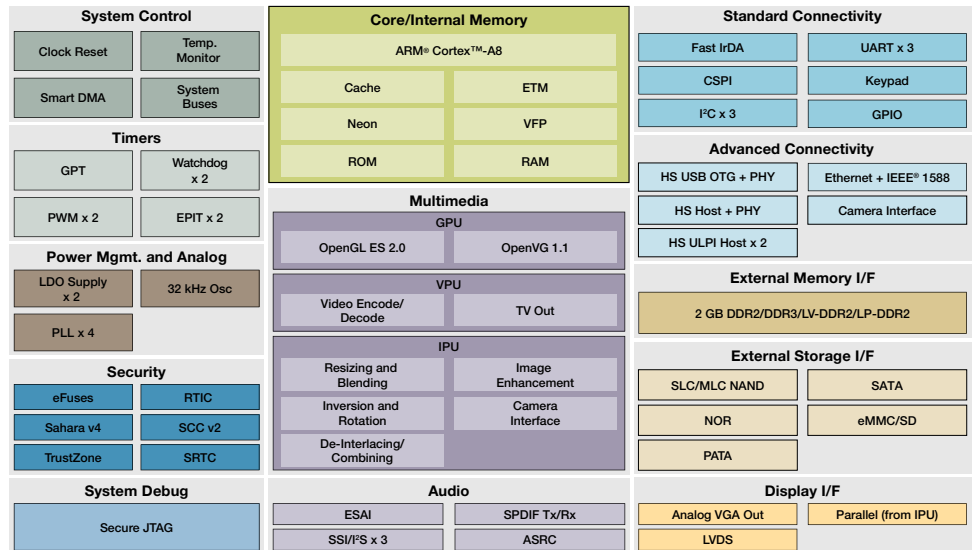 System Control
Clock Reset
Temp.
Monitor
Smart DMA
System
Buses
Timers
GPT
Watchdog
x 2
PWM x 2
EPIT x 2
Power Mgmt. and Analog
LDO Supply
x 2
32 kHz Osc
PLL x 4
Security
eFuses
RTIC
Sahara v4
SCC v2
TrustZone
SRTC
System Debug
Secure JTAG
Core/Internal Memory
ARM® Cortex™-A8
Cache
ETM
Neon
VFP
ROM
RAM
Multimedia
GPU
OpenGL ES 2.0
OpenVG 1.1
VPU
Video Encode/
Decode
TV Out
IPU
Resizing and
Blending
Image
Enhancement
Inversion and
Rotation
Camera
Interface
De-Interlacing/
Combining
Audio
ESAI
SPDIF Tx/Rx
SSI/I²S x 3
ASRC
Standard Connectivity
Fast IrDA
UART x 3
CSPI
Keypad
I²C x 3
GPIO
Advanced Connectivity
HS USB OTG + PHY
Ethernet + IEEE® 1588
HS Host + PHY
Camera Interface
HS ULPI Host x 2
External Memory I/F
2 GB DDR2/DDR3/LV-DDR2/LP-DDR2
External Storage I/F
SLC/MLC NAND
SATA
NOR
eMMC/SD
PATA
Display I/F
Analog VGA Out
Parallel (from IPU)
LVDS